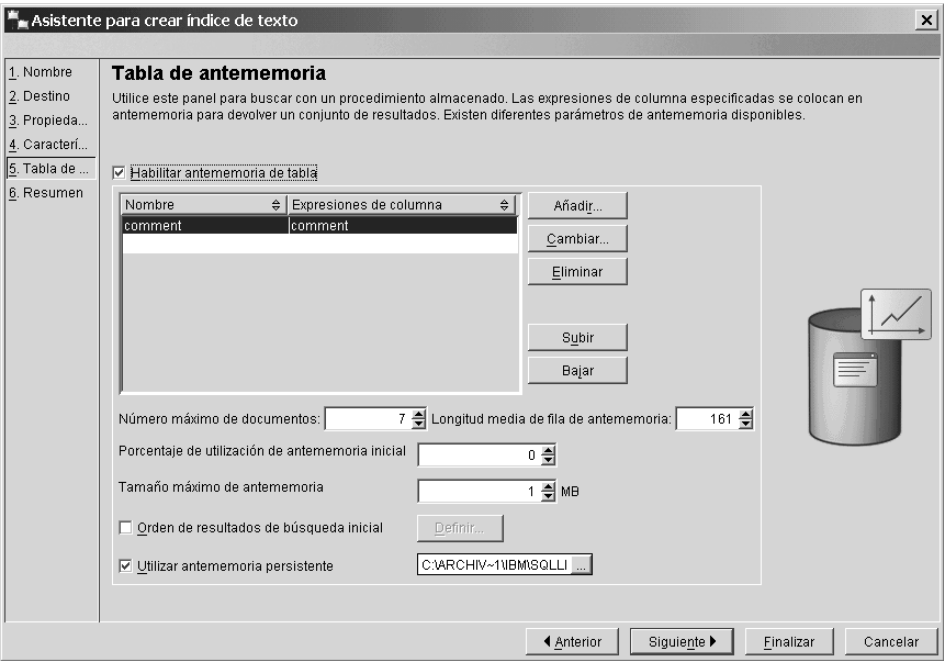 Asistente para crear índice de texto
1. Nombre
2. Destino
3. Propieda...
4. Caracterí...
5. Tabla de ...
6. Resumen
Tabla de antememoria
Utilice este panel para buscar con un procedimiento almacenado. Las expresiones de columna especificadas se colocan en
antememoria para devolver un conjunto de resultados. Existen diferentes parámetros de antememoria disponibles.
Habilitar antememoria de tabla
Nombre Expresiones de columna
comment comment
Añadir...
Cambiar...
Eliminar
Subir
Bajar
Número máximo de documentos: 7 Longitud media de fila de antememoria: 161
Porcentaje de utilización de antememoria inicial 0
Tamaño máximo de antememoria 1 MB
Orden de resultados de búsqueda inicial Definir...
Utilizar antememoria persistente C:\ARCHIV~1\IBM\SQLLI ...
Anterior Siguiente Finalizar Cancelar